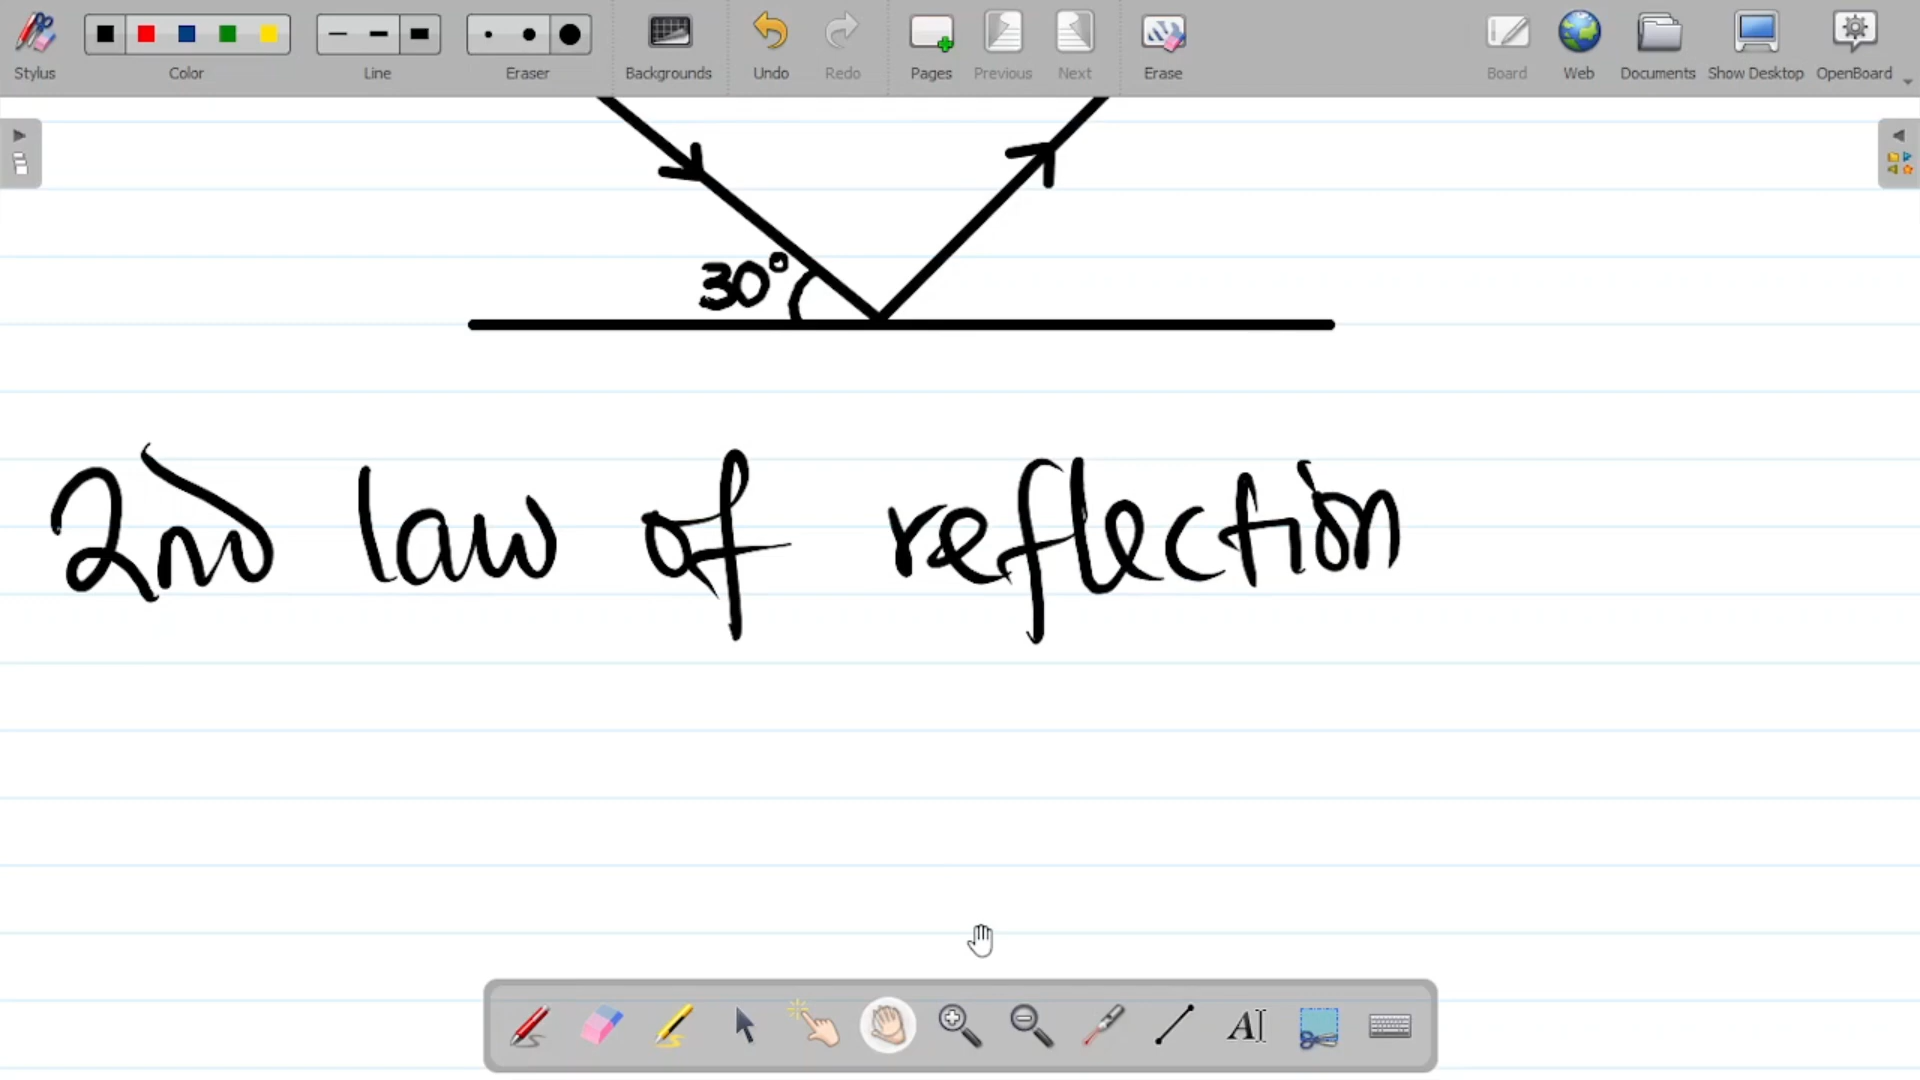 Stylus
Color
Line
Eraser
Backgrounds
Undo
Redo
Pages
Previous
Next
Erase
Board
Web
Documents
Show Desktop
OpenBoard
30°
2nd law of reflection
AI